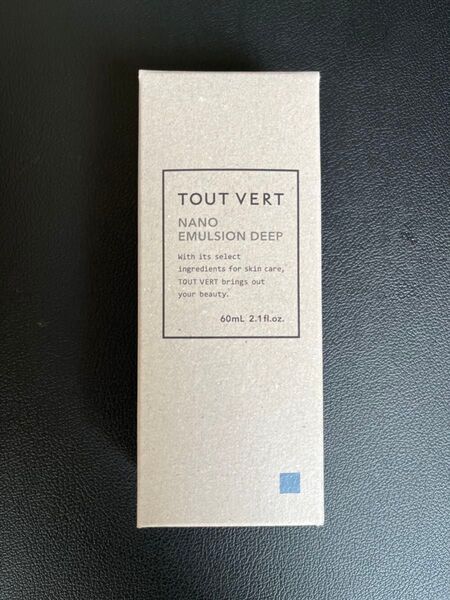 TOUT VERT
NANO
EMULSION DEEP
With its select
ingredients for skin care,
TOUT VERT brings out
your beauty.
60mL 2.1fl.oz.